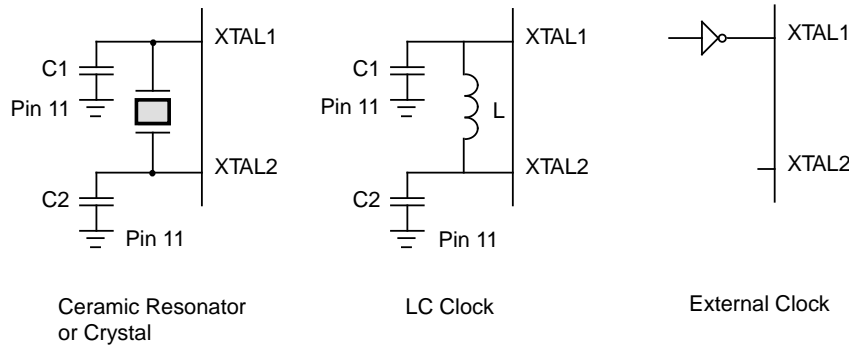 XTAL1
C1
Pin 11
XTAL2
C2
Pin 11
Ceramic Resonator
or Crystal
XTAL1
C1
Pin 11
L
XTAL2
C2
Pin 11
LC Clock
XTAL1
XTAL2
External Clock